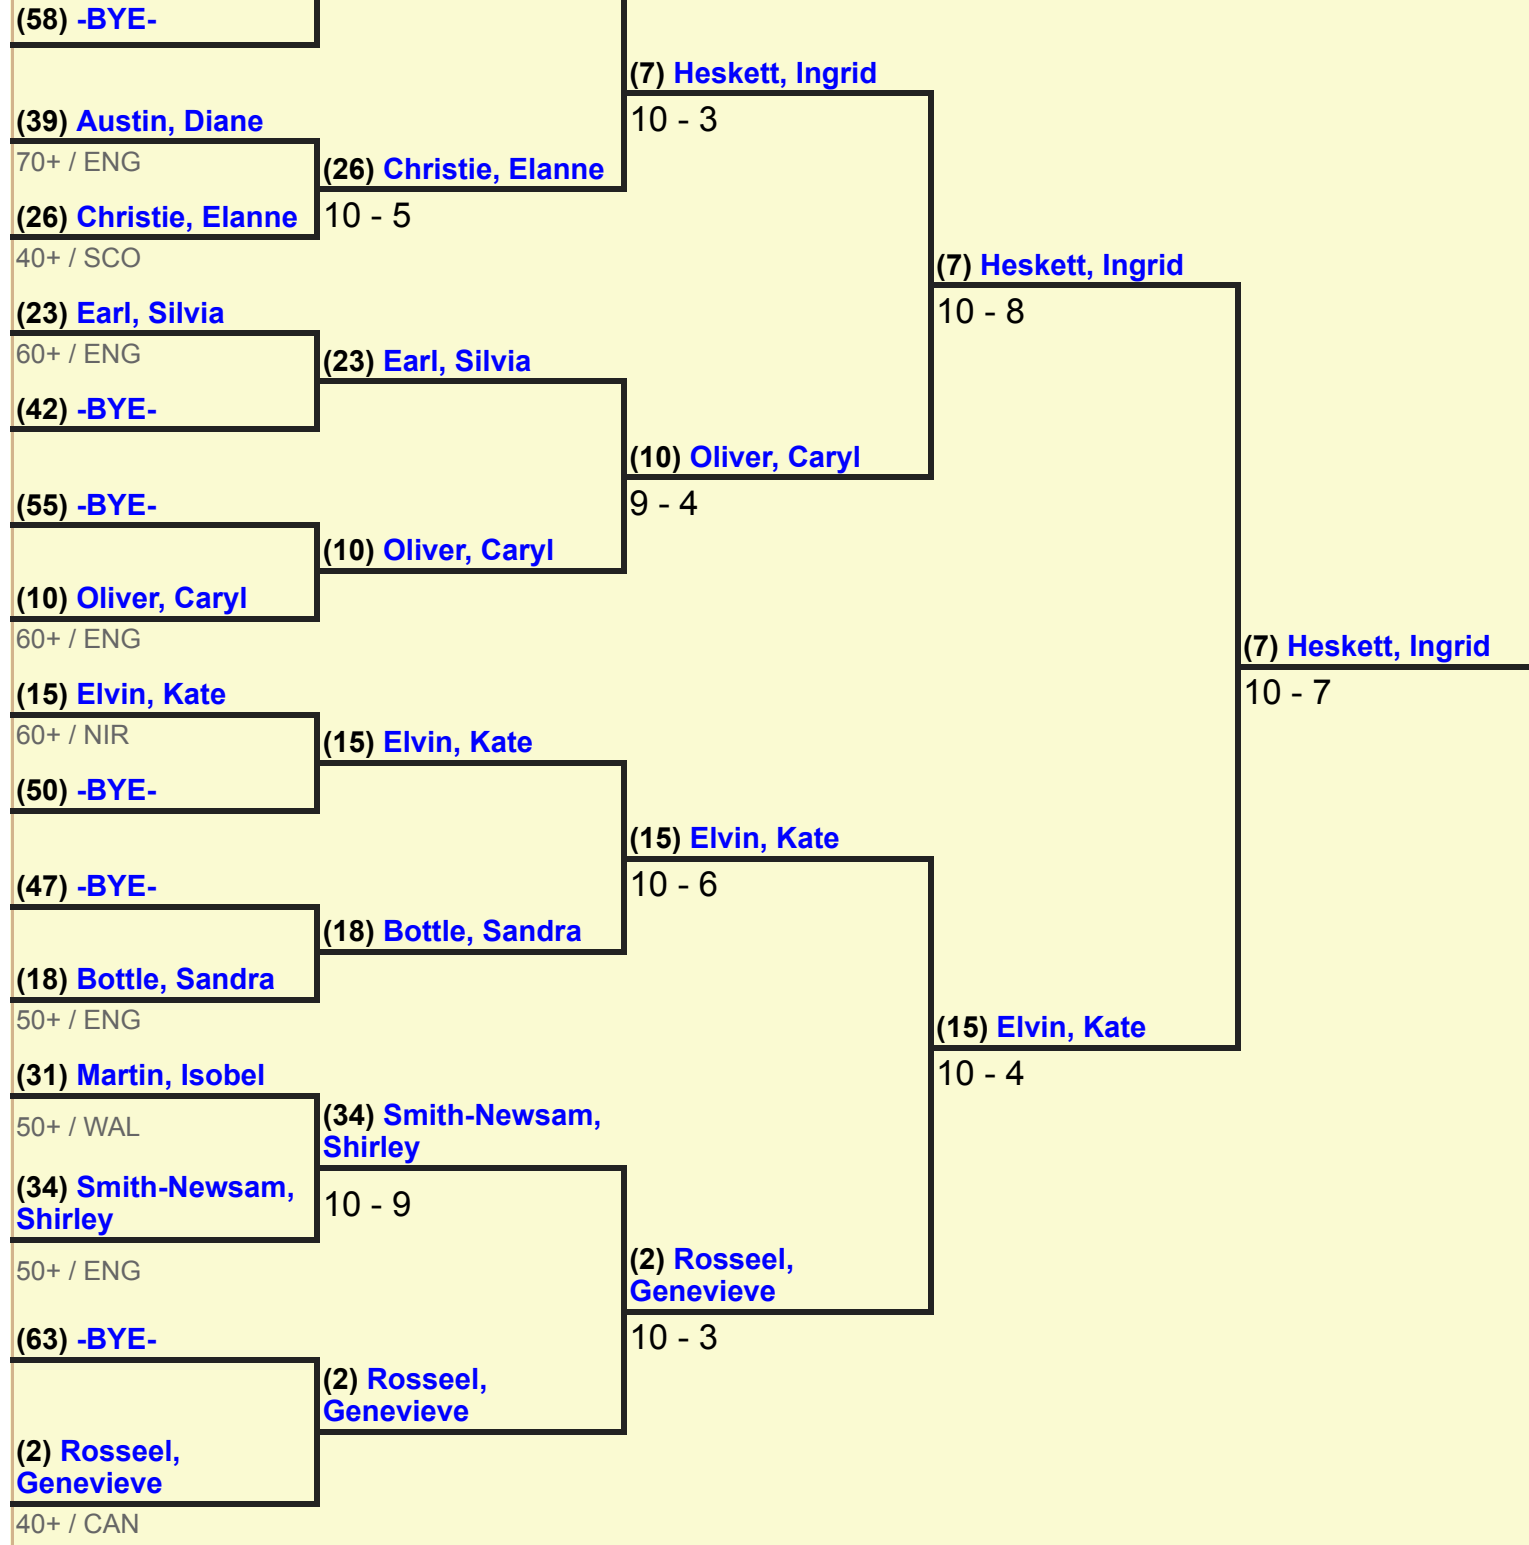 (58) -BYE-
(7) Heskett, Ingrid
10 - 3
(39) Austin, Diane
70+ / ENG
(26) Christie, Elanne
10 - 5
(26) Christie, Elanne
40+ / SCO
(7) Heskett, Ingrid
10 - 8
(23) Earl, Silvia
60+ / ENG
(23) Earl, Silvia
(42) -BYE-
(10) Oliver, Caryl
9 - 4
(55) -BYE-
(10) Oliver, Caryl
(10) Oliver, Caryl
60+ / ENG
(7) Heskett, Ingrid
10 - 7
(15) Elvin, Kate
60+ / NIR
(15) Elvin, Kate
(50) -BYE-
(15) Elvin, Kate
10 - 6
(47) -BYE-
(18) Bottle, Sandra
(18) Bottle, Sandra
50+ / ENG
(15) Elvin, Kate
10 - 4
(31) Martin, Isobel
50+ / WAL
(34) Smith-Newsam,
Shirley
10 - 9
(34) Smith-Newsam,
Shirley
50+ / ENG
(2) Rosseel,
Genevieve
10 - 3
(63) -BYE-
(2) Rosseel,
Genevieve
(2) Rosseel,
Genevieve
40+ / CAN